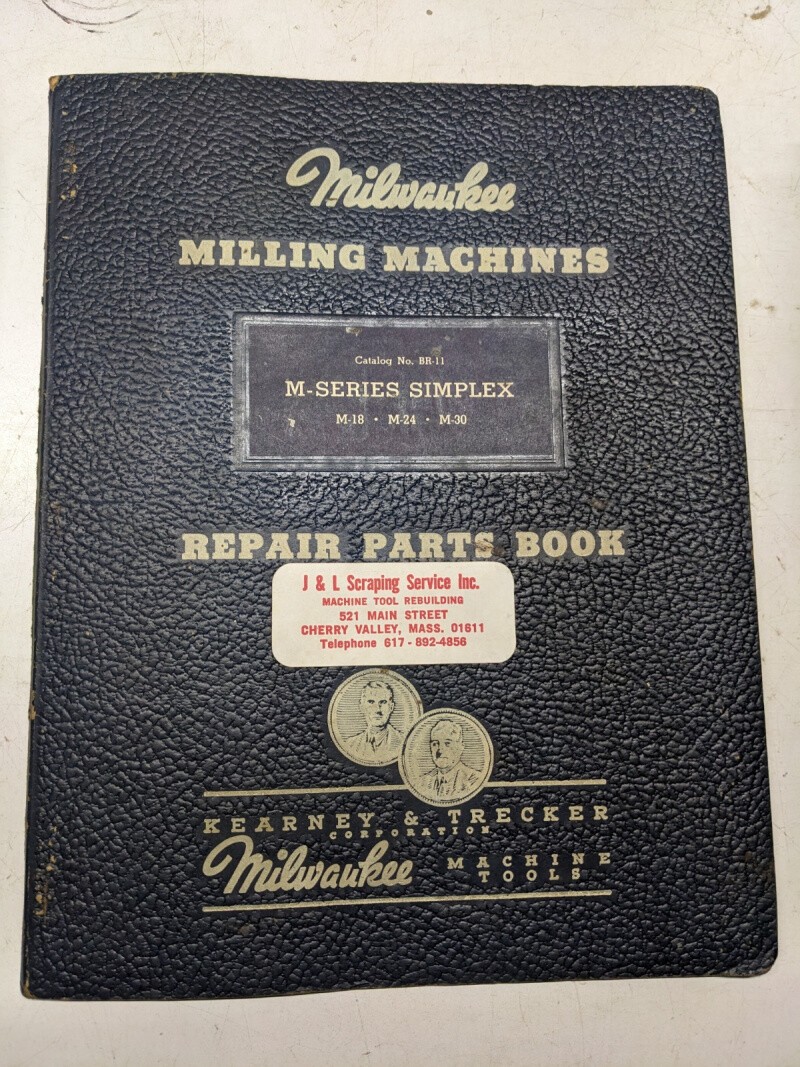 Milwaukee
MILLING MACHINES
Catalog No. BR-11
M-SERIES SIMPLEX
M-18 · M-24 · M-30
REPAIR PARTS BOOK
J & L Scraping Service Inc.
MACHINE TOOL REBUILDING
521 MAIN STREET
CHERRY VALLEY, MASS. 01611
Telephone 617-892-4856
KEARNEY & TRECKER
CORPORATION
Milwaukee MACHINE
TOOLS